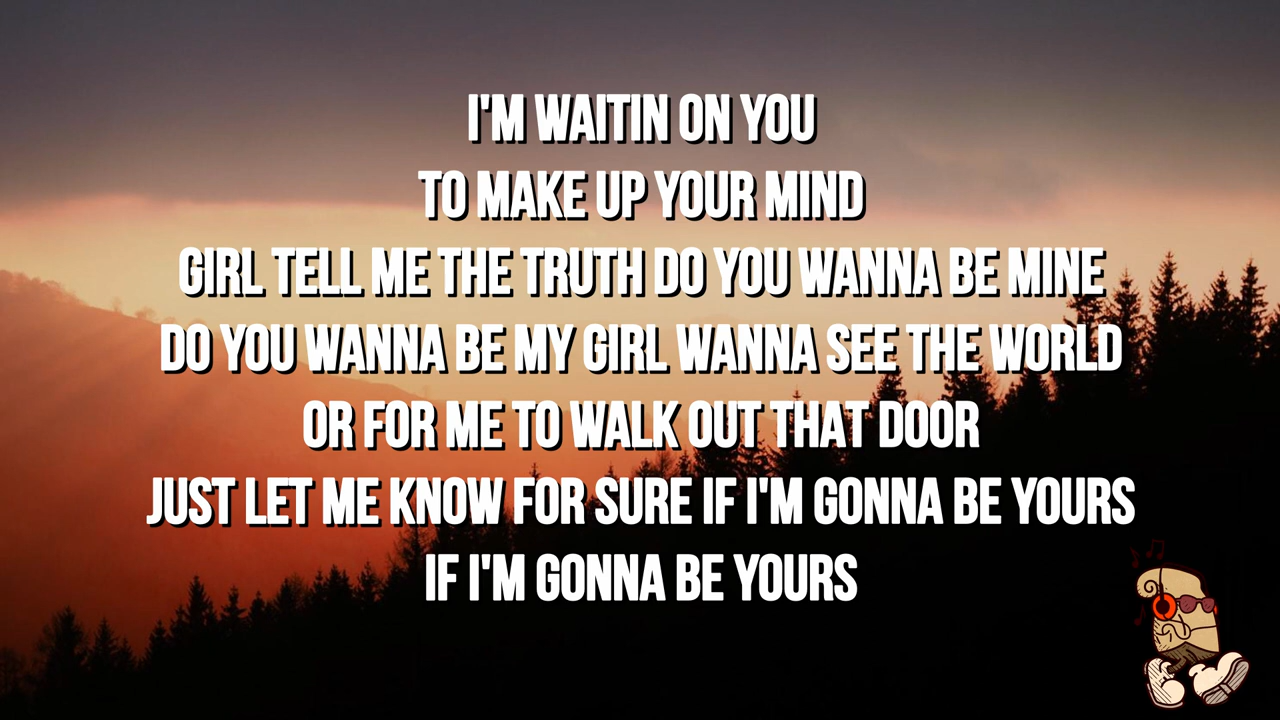 I'M WAITIN ON YOU
TO MAKE UP YOUR MIND
GIRL TELL ME THE TRUTH DO YOU WANNA BE MINE
DO YOU WANNA BE MY GIRL WANNA SEE THE WORLD
OR FOR ME TO WALK OUT THAT DOOR
JUST LET ME KNOW FOR SURE IF I'M GONNA BE YOURS
IF I'M GONNA BE YOURS